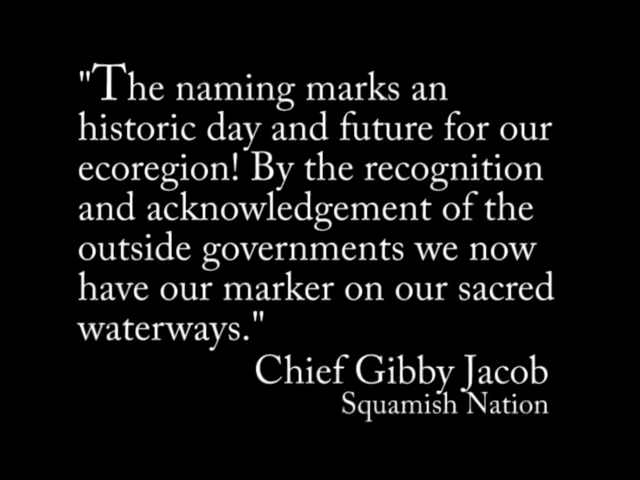 "The naming marks an
historic day and future for our
ecoregion! By the recognition
and acknowledgement of the
outside governments we now
have our marker on our sacred
waterways."
Chief Gibby Jacob
Squamish Nation